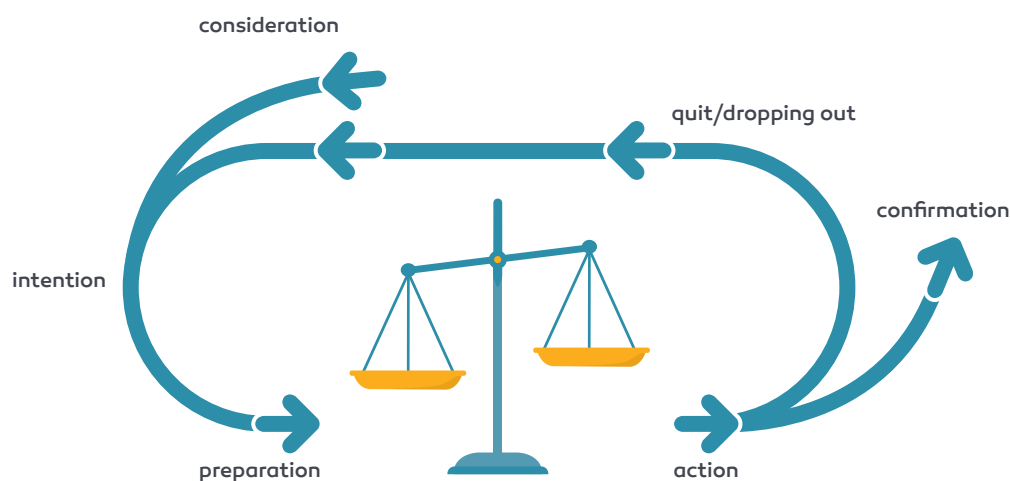 consideration
quit/dropping out
confirmation
intention
preparation
action